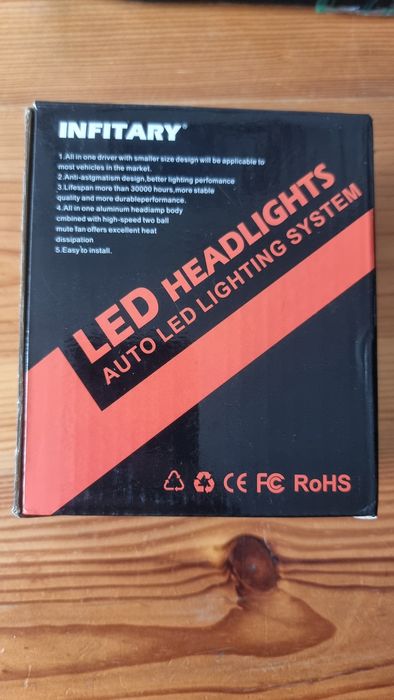 INFITARY®
1.All in one driver with smaller size design will be applicable to
most vehicles in the market.
2.Anti-astgmatism design,better lighting perfomance
3.Lifespan more than 30000 hours,more stable
quality and more durableperformance.
4.All in one aluminum headlamp body
cmbined with high-speed two ball
mute fan offers excellent heat
dissipation
5.Easy to install.
LED HEADLIGHTS
AUTO LED LIGHTING SYSTEM
CE FC RoHS